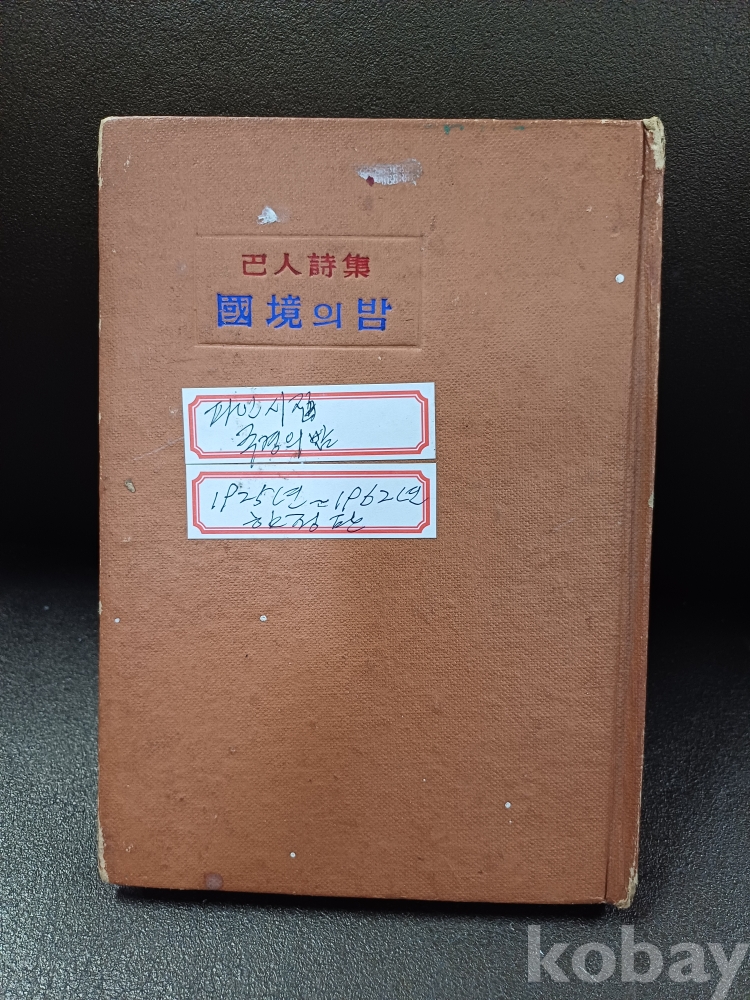 巴人詩集
國境의밤
파인시집
국경의밤
1925년~1962년
한정판
kobay